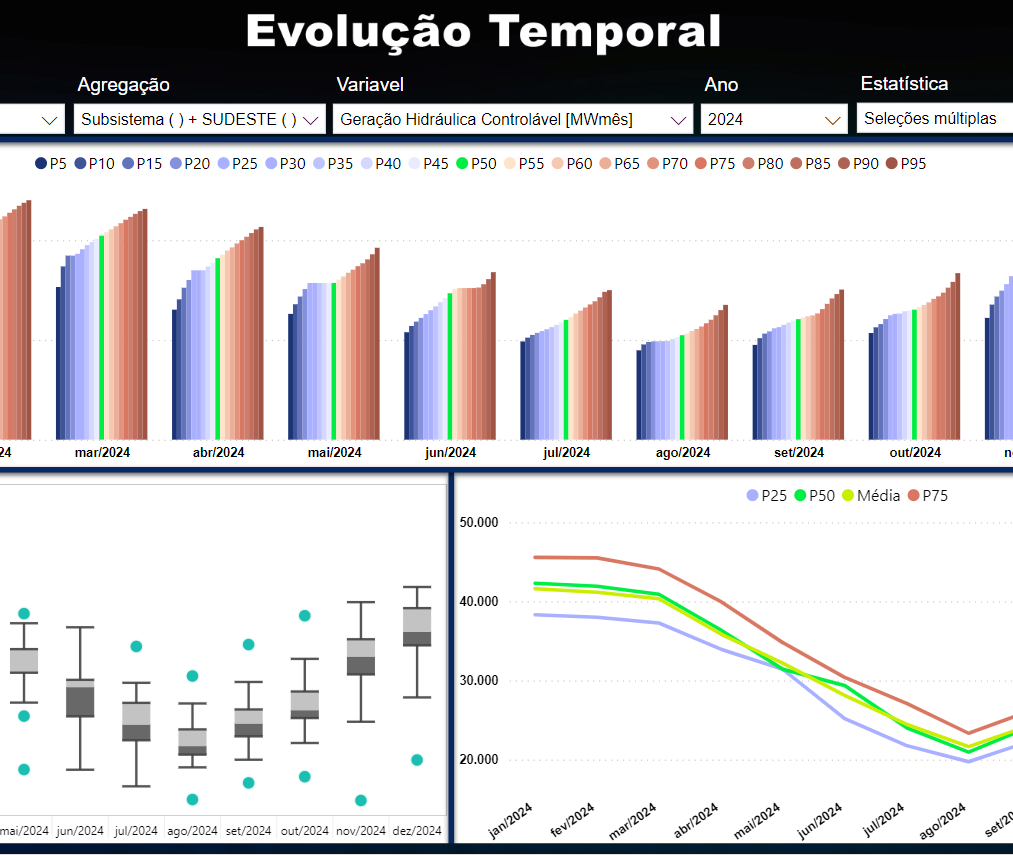 Evolução Temporal
Agregação Variavel Ano Estatística
Subsistema ( ) + SUDESTE ( ) Geração Hidráulica Controlável [MWmês] 2024 Seleções múltiplas
P5 P10 P15 P20 P25 P30 P35 P40 P45 P50 P55 P60 P65 P70 P75 P80 P85 P90 P95
24 mar/2024 abr/2024 mai/2024 jun/2024 jul/2024 ago/2024 set/2024 out/2024 n
mai/2024 jun/2024 jul/2024 ago/2024 set/2024 out/2024 nov/2024 dez/2024
P25 P50 Média P75
50.000
40.000
30.000
20.000
jan/2024 fev/2024 mar/2024 abr/2024 mai/2024 jun/2024 jul/2024 ago/2024 set/20